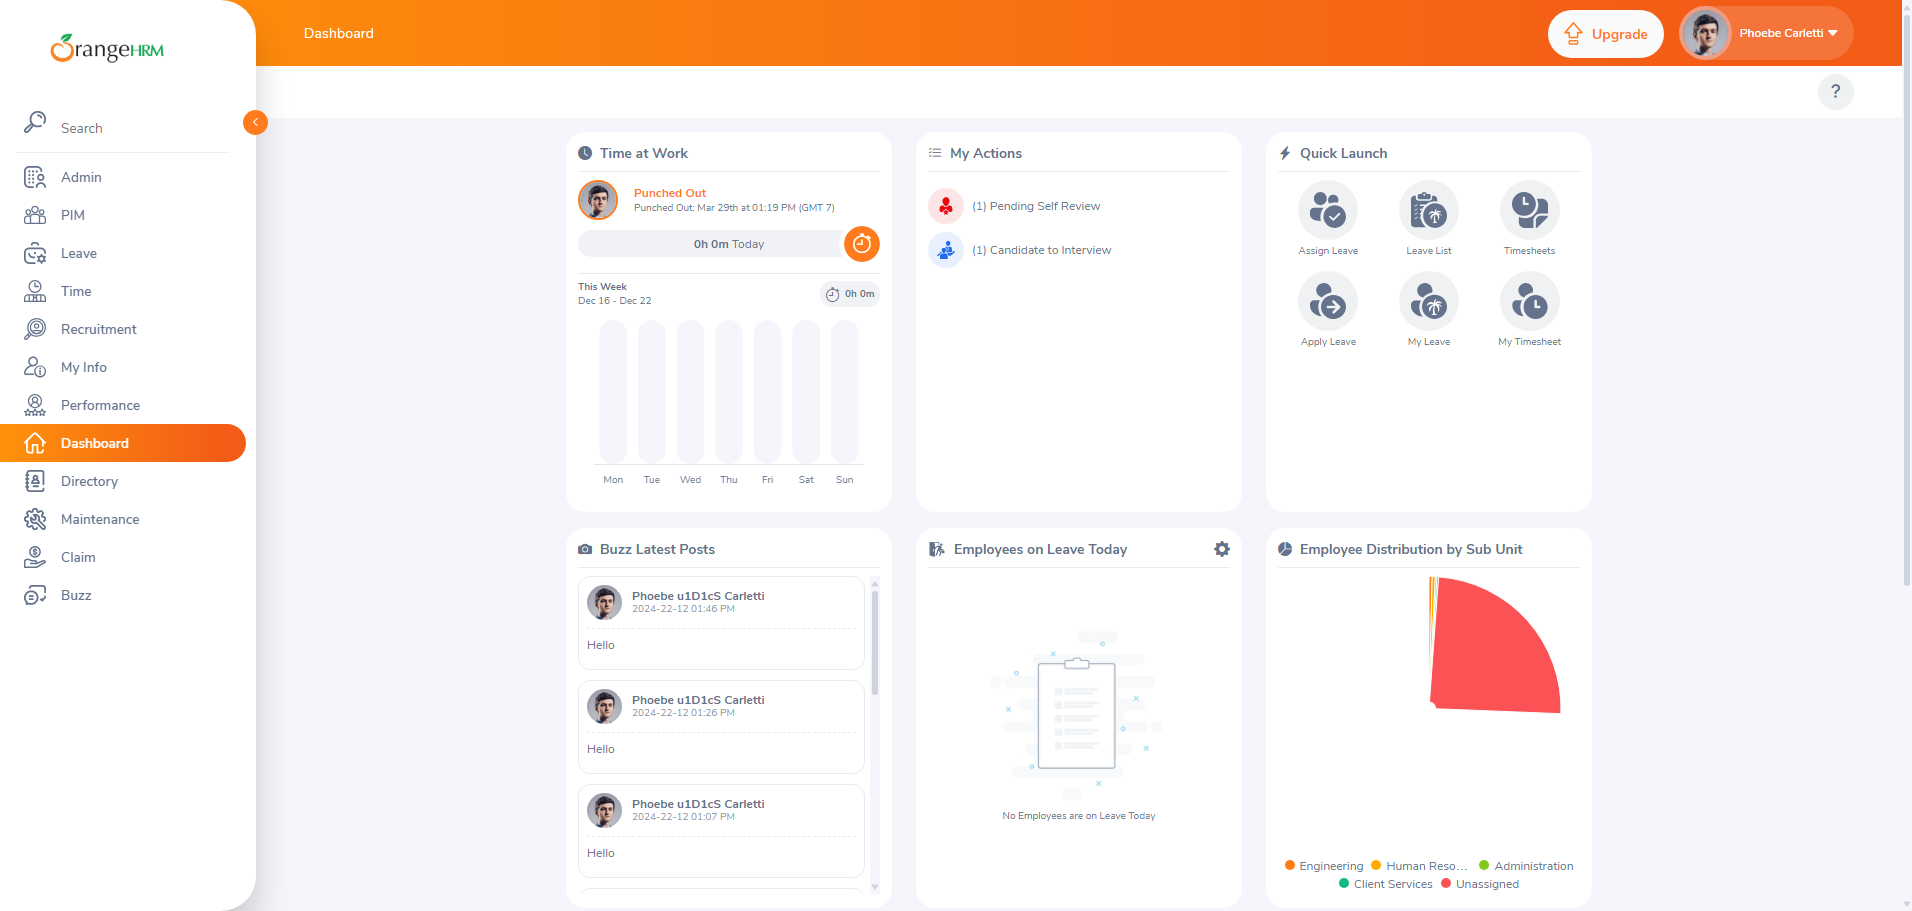 OrangeHRM
Dashboard
Upgrade
Phoebe Carletti
?
Search
Admin
PIM
Leave
Time
Recruitment
My Info
Performance
Dashboard
Directory
Maintenance
Claim
Buzz
Time at Work
Punched Out
Punched Out: Mar 29th at 01:19 PM (GMT 7)
0h 0m Today
This Week
Dec 16 - Dec 22
0h 0m
Mon Tue Wed Thu Fri Sat Sun
My Actions
(1) Pending Self Review
(1) Candidate to Interview
Quick Launch
Assign Leave Leave List Timesheets
Apply Leave My Leave My Timesheet
Buzz Latest Posts
Phoebe u1D1cS Carletti
2024-22-12 01:46 PM
Hello
Phoebe u1D1cS Carletti
2024-22-12 01:26 PM
Hello
Phoebe u1D1cS Carletti
2024-22-12 01:07 PM
Hello
Employees on Leave Today
No Employees are on Leave Today
Employee Distribution by Sub Unit
Engineering Human Reso... Administration
Client Services Unassigned